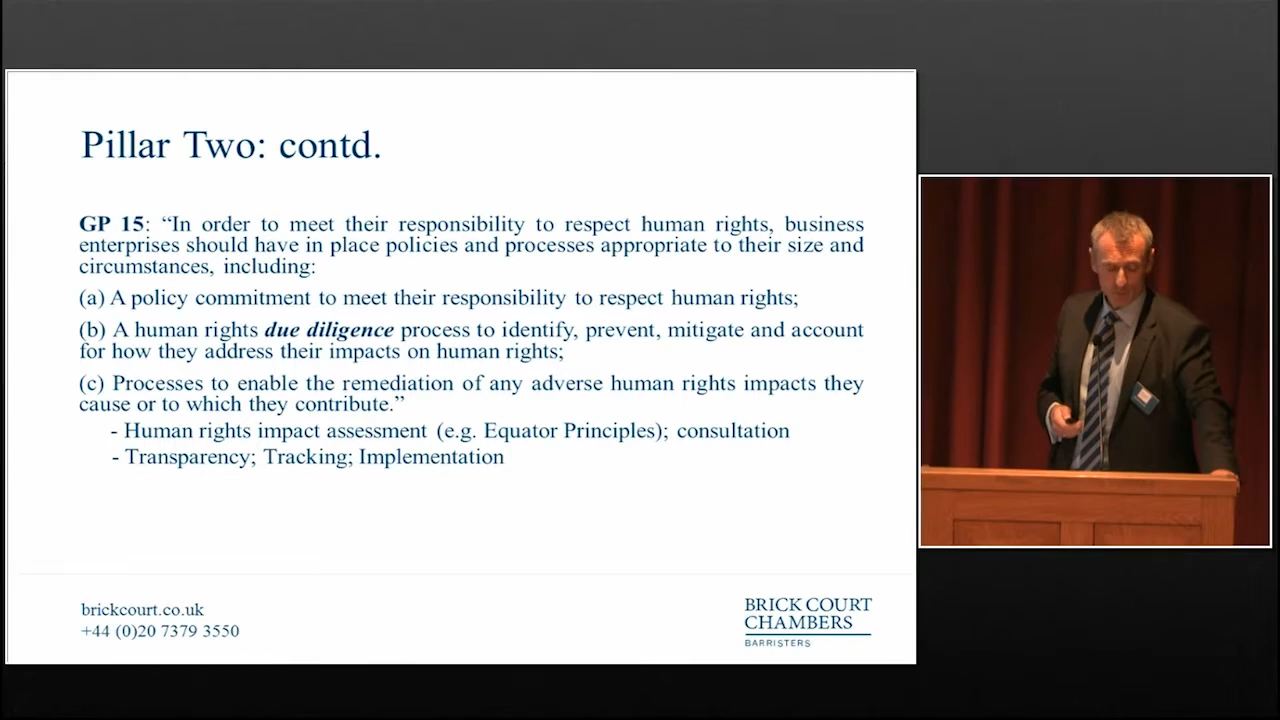 Pillar Two: contd.
GP 15: “In order to meet their responsibility to respect human rights, business
enterprises should have in place policies and processes appropriate to their size and
circumstances, including:
(a) A policy commitment to meet their responsibility to respect human rights;
(b) A human rights due diligence process to identify, prevent, mitigate and account
for how they address their impacts on human rights;
(c) Processes to enable the remediation of any adverse human rights impacts they
cause or to which they contribute.”
- Human rights impact assessment (e.g. Equator Principles); consultation
- Transparency; Tracking; Implementation
brickcourt.co.uk
+44 (0)20 7379 3550
BRICK COURT
CHAMBERS
BARRISTERS